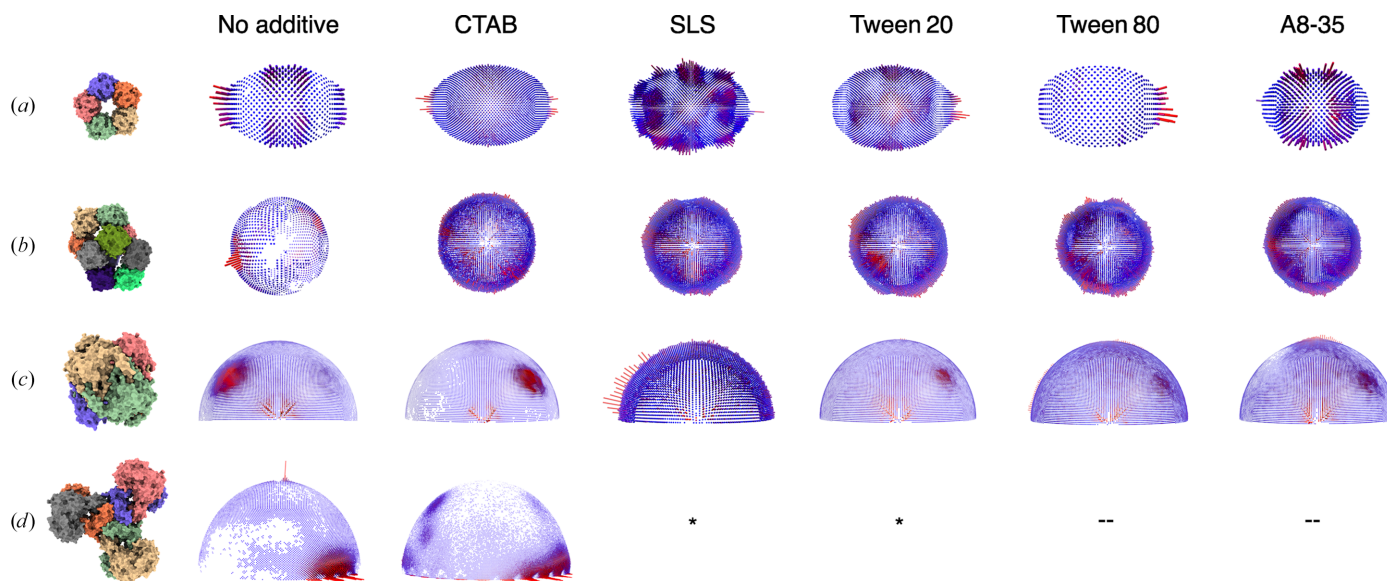 No additive CTAB SLS Tween 20 Tween 80 A8-35
(a)
(b)
(c)
(d) * * -- --